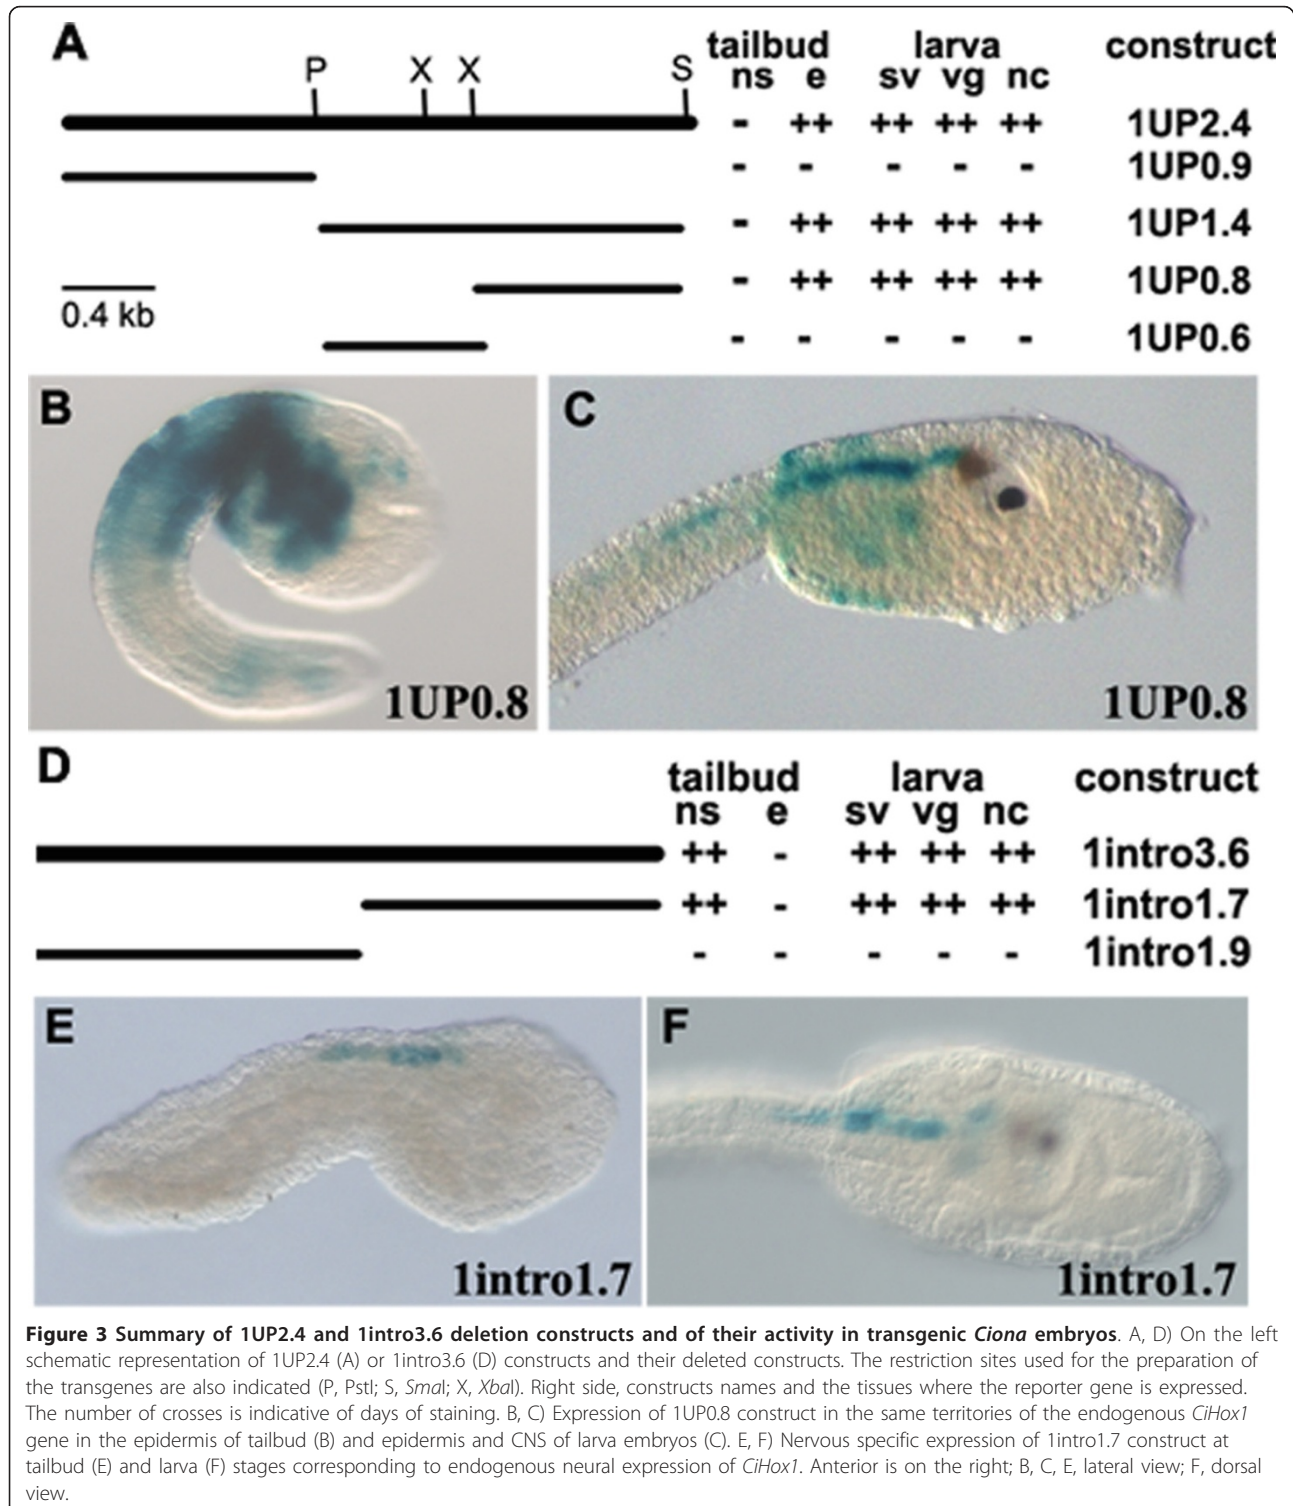 A
P X X S
tailbud larva construct
ns e sv vg nc
- ++ ++ ++ ++ 1UP2.4
- - - - - 1UP0.9
- ++ ++ ++ ++ 1UP1.4
- ++ ++ ++ ++ 1UP0.8
0.4 kb
- - - - - 1UP0.6
B
1UP0.8
C
1UP0.8
D
tailbud larva construct
ns e sv vg nc
++ - ++ ++ ++ 1intro3.6
++ - ++ ++ ++ 1intro1.7
- - - - - 1intro1.9
E
1intro1.7
F
1intro1.7
Figure 3 Summary of 1UP2.4 and 1intro3.6 deletion constructs and of their activity in transgenic Ciona embryos. A, D) On the left
schematic representation of 1UP2.4 (A) or 1intro3.6 (D) constructs and their deleted constructs. The restriction sites used for the preparation of
the transgenes are also indicated (P, PstI; S, SmaI; X, XbaI). Right side, constructs names and the tissues where the reporter gene is expressed.
The number of crosses is indicative of days of staining. B, C) Expression of 1UP0.8 construct in the same territories of the endogenous CiHox1
gene in the epidermis of tailbud (B) and epidermis and CNS of larva embryos (C). E, F) Nervous specific expression of 1intro1.7 construct at
tailbud (E) and larva (F) stages corresponding to endogenous neural expression of CiHox1. Anterior is on the right; B, C, E, lateral view; F, dorsal
view.